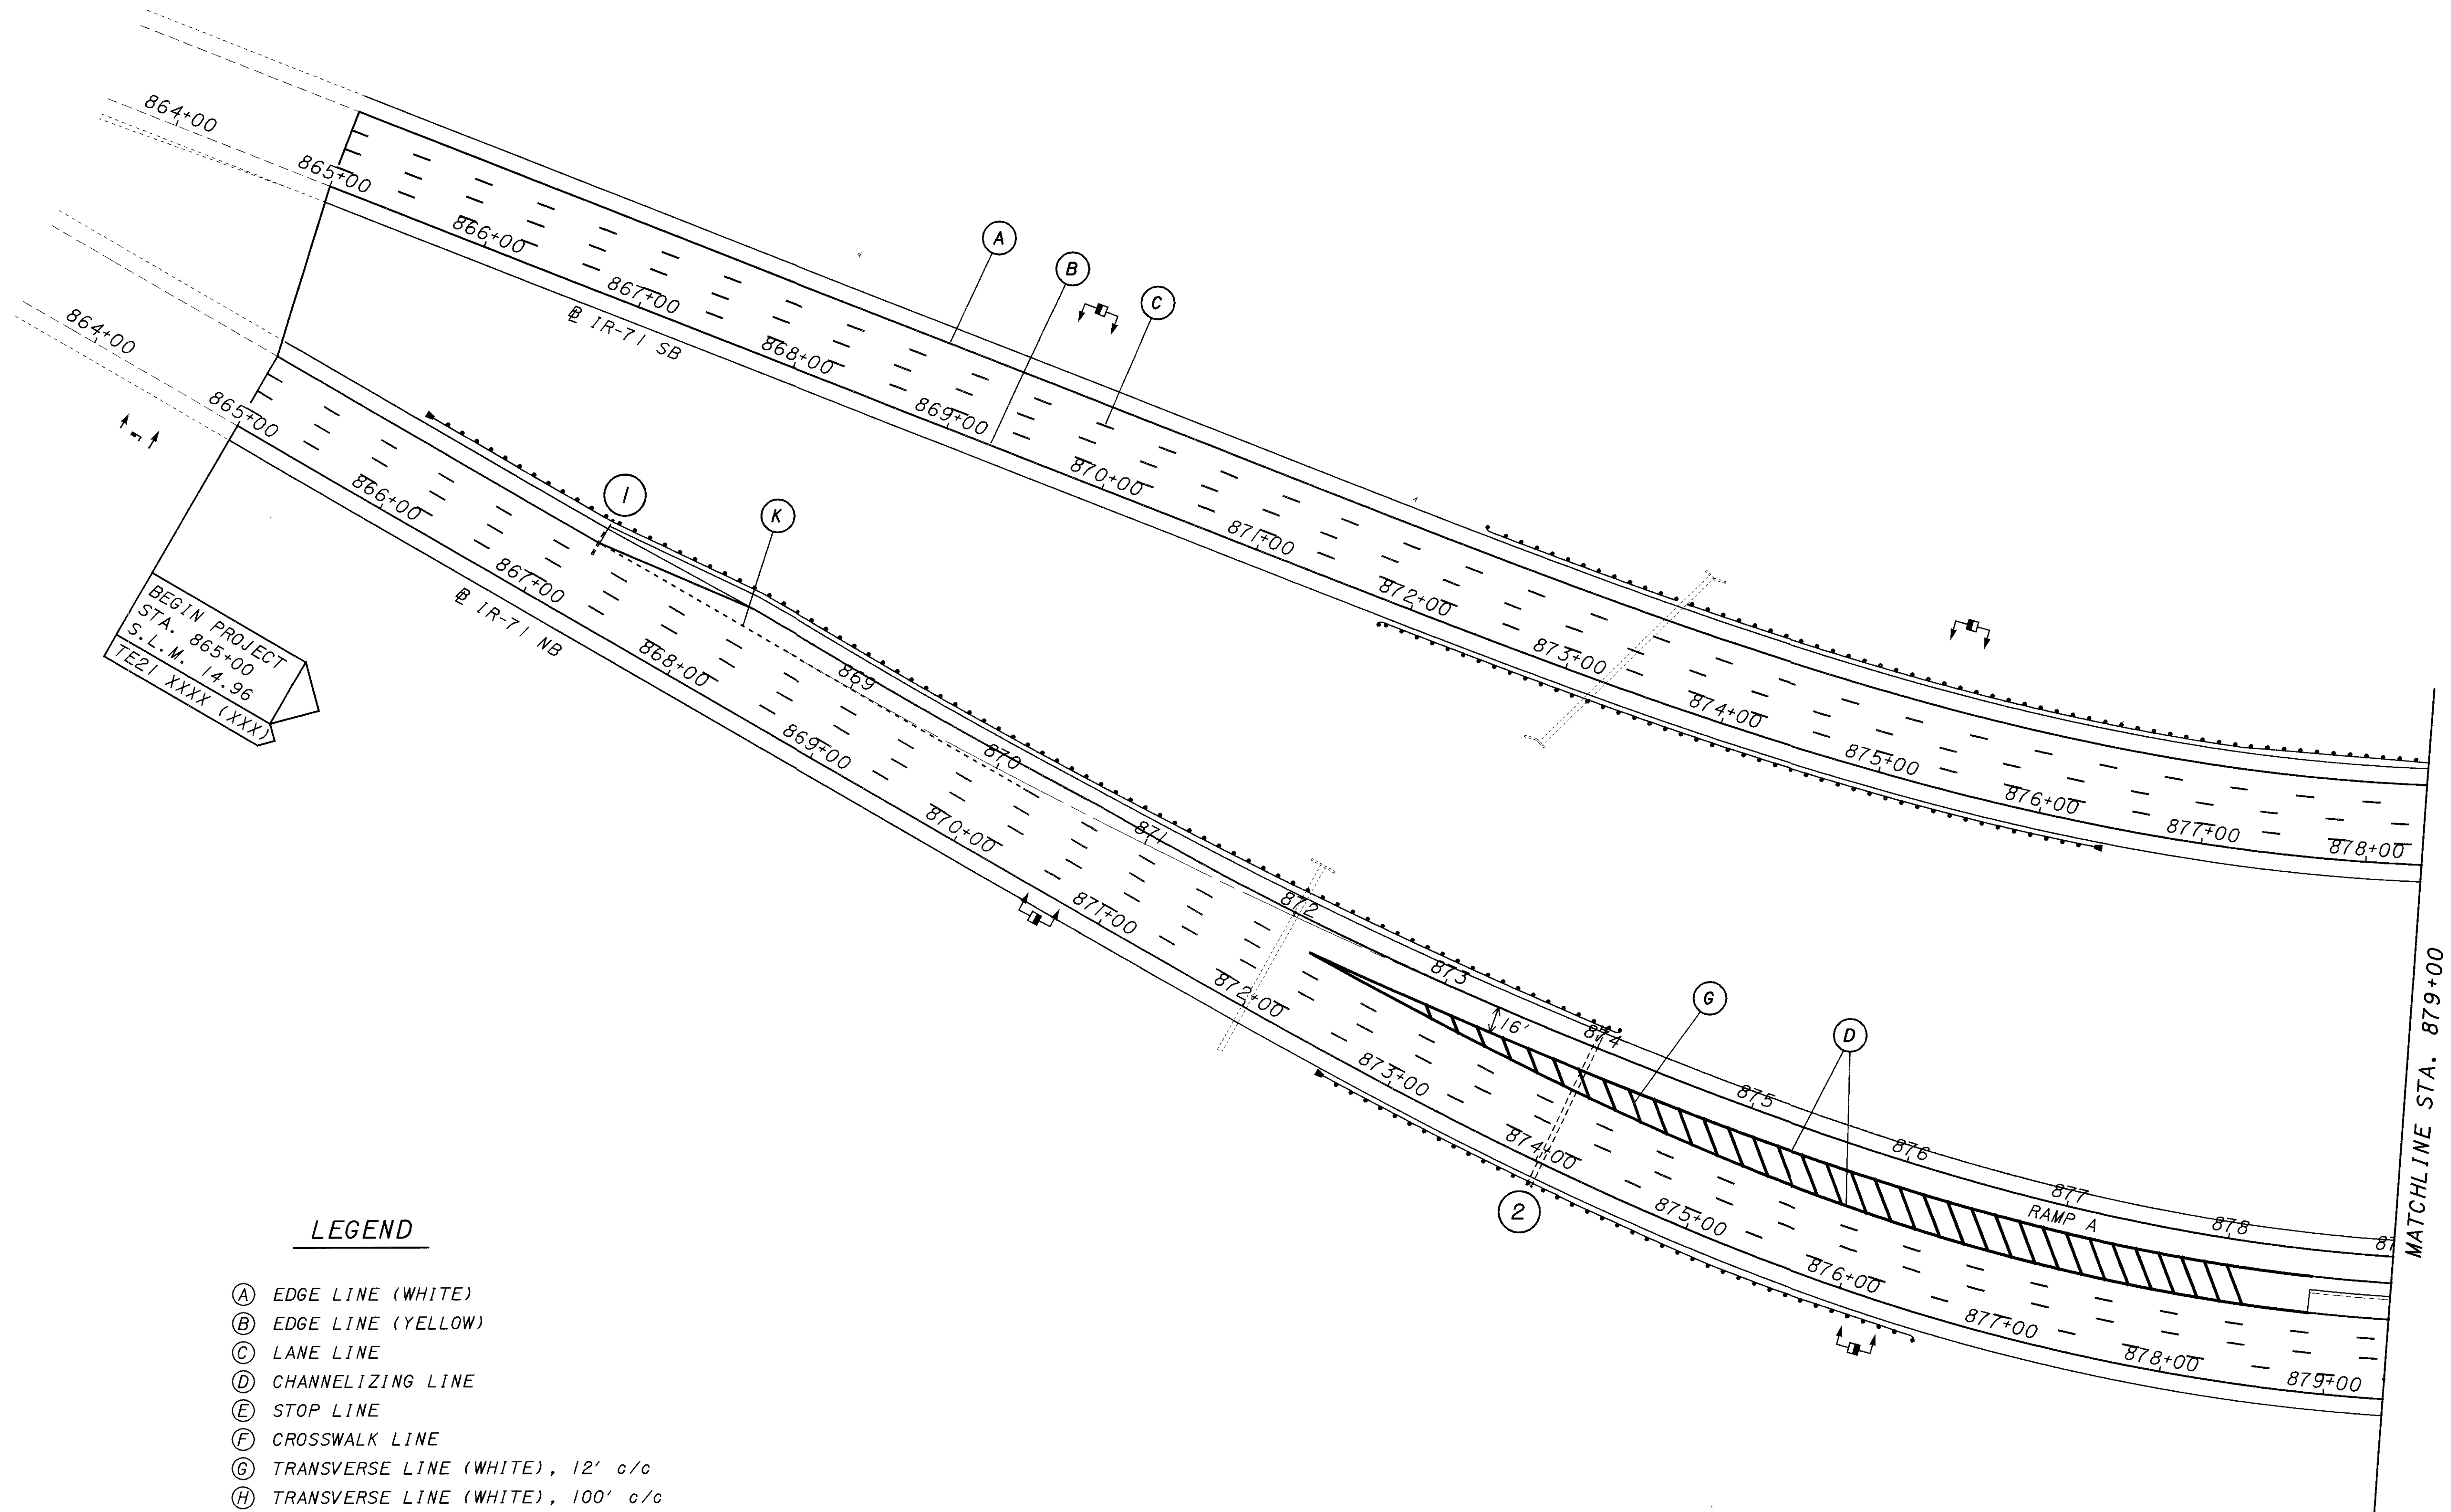 864+00
865+00
866+00
867+00
868+00
869+00
870+00
871+00
872+00
873+00
874+00
875+00
876+00
877+00
878+00
℄ IR-71 SB
A
B
C
864+00
865+00
866+00
867+00
868+00
869+00
870+00
871+00
872+00
873+00
874+00
875+00
876+00
877+00
878+00
879+00
℄ IR-71 NB
1
K
869
870
871
872
873
874
875
876
877
878
87
16'
G
D
RAMP A
2
BEGIN PROJECT
STA. 865+00
S.L.M. 14.96
TE21 XXXX (XXX)
MATCHLINE STA. 879+00
LEGEND
A EDGE LINE (WHITE)
B EDGE LINE (YELLOW)
C LANE LINE
D CHANNELIZING LINE
E STOP LINE
F CROSSWALK LINE
G TRANSVERSE LINE (WHITE), 12' c/c
H TRANSVERSE LINE (WHITE), 100' c/c